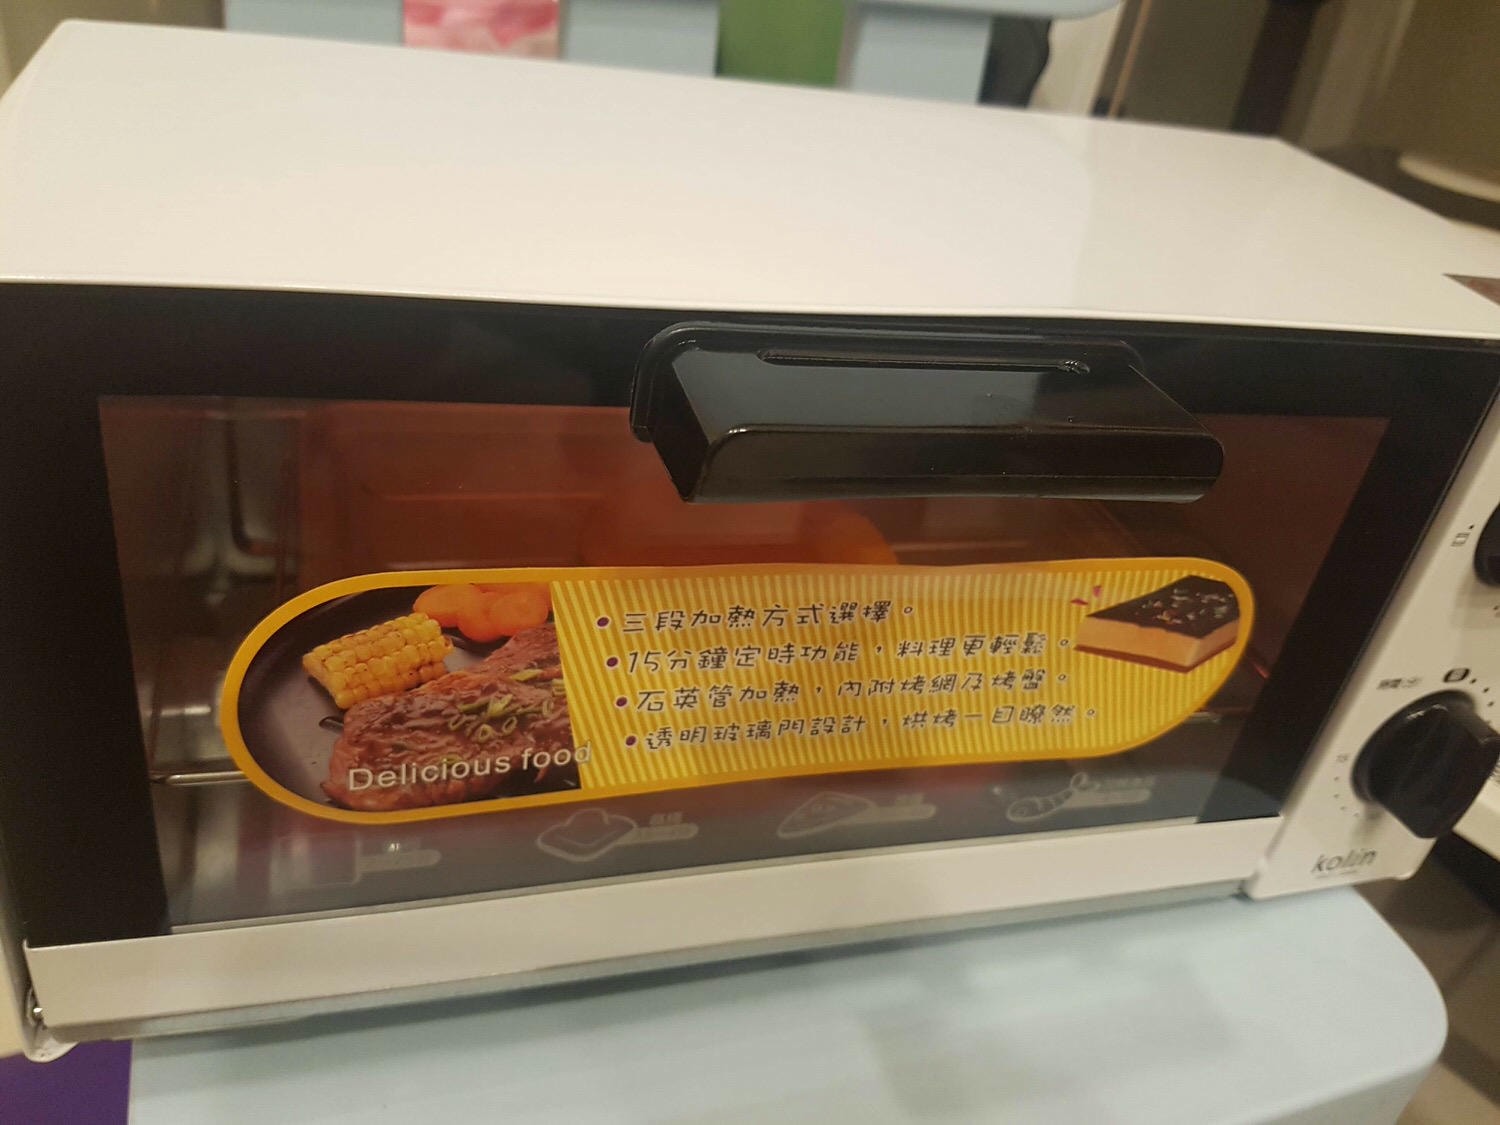 • 三段加熱方式選擇。
• 15分鐘定時功能，料理更輕鬆。
• 石英管加熱，內附烤網及烤盤。
• 透明玻璃門設計，烘烤一目瞭然。
Delicious food
15
kolin